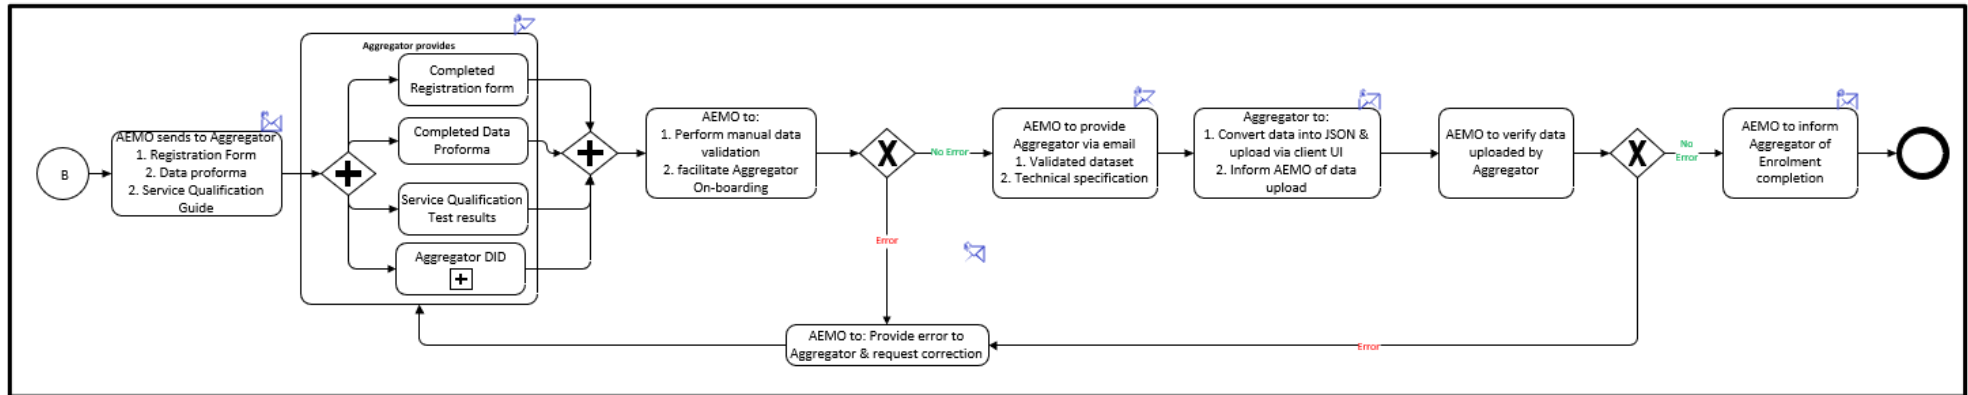 B
AEMO sends to Aggregator
1. Registration Form
2. Data proforma
2. Service Qualification
Guide
Aggregator provides
Completed
Registration form
Completed Data
Proforma
Service Qualification
Test results
Aggregator DID
AEMO to:
1. Perform manual data
validation
2. facilitate Aggregator
On-boarding
X
No Error
Error
AEMO to provide
Aggregator via email
1. Validated dataset
2. Technical specification
Aggregator to:
1. Convert data into JSON &
upload via client UI
2. Inform AEMO of data
upload
AEMO to verify data
uploaded by
Aggregator
X
No
Error
Error
AEMO to inform
Aggregator of
Enrolment
completion
AEMO to: Provide error to
Aggregator & request correction